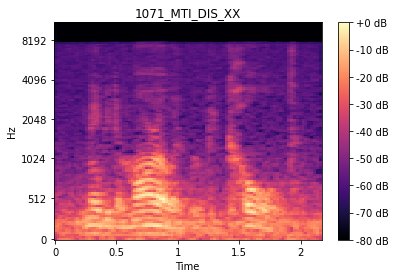 1071_MTI_DIS_XX
+0 dB
8192
-10 dB
4096
-20 dB
-30 dB
2048
Hz
-40 dB
1024
-50 dB
512
-60 dB
-70 dB
0
-80 dB
0 0.5 1 1.5 2
Time